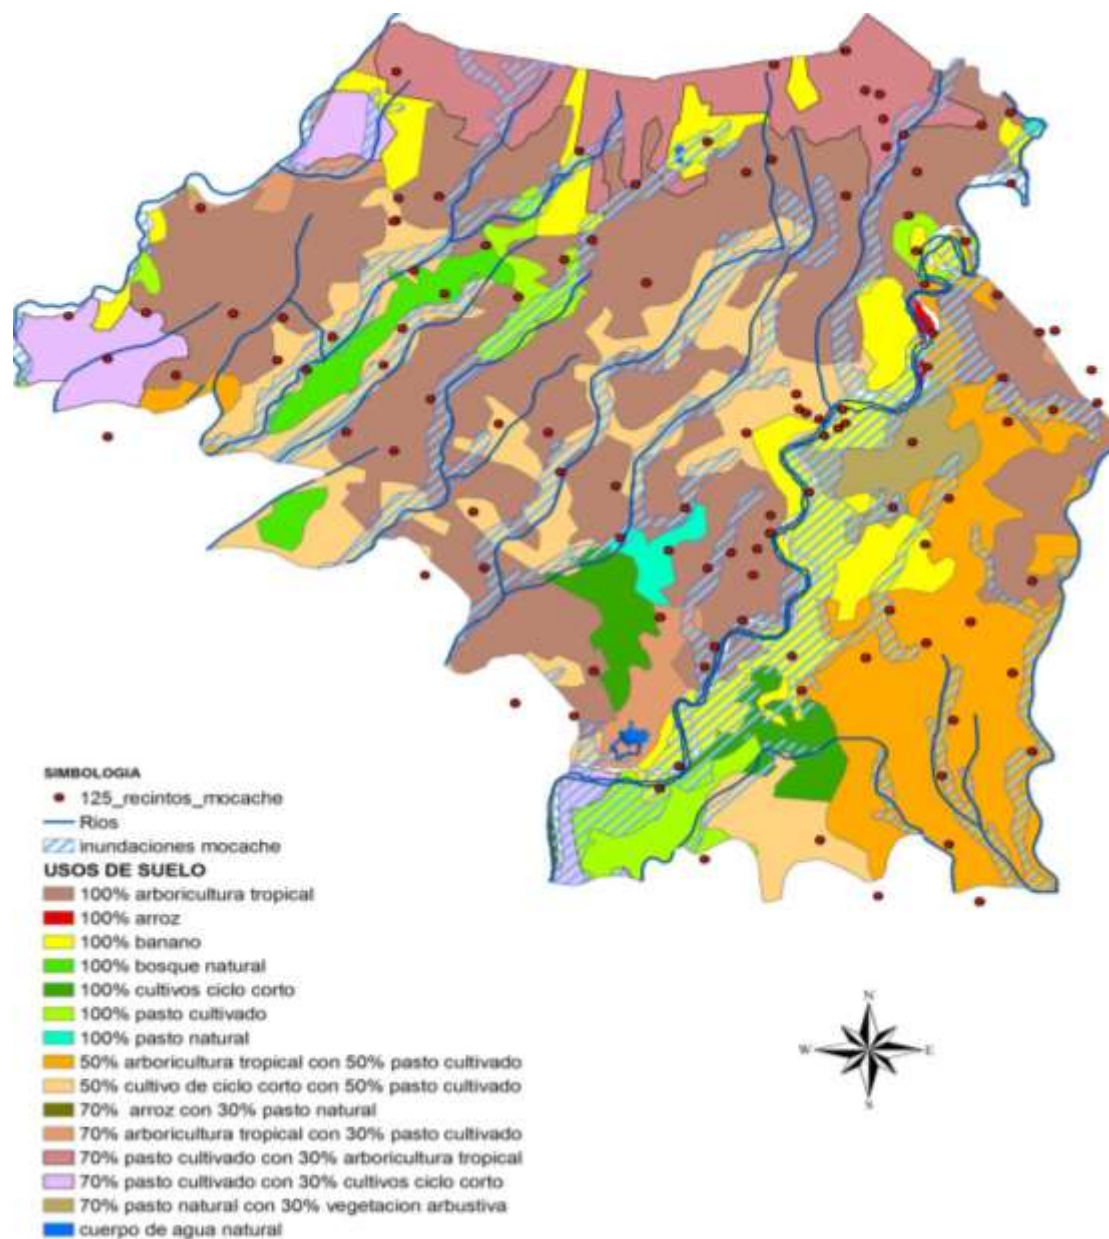 SIMBOLOGIA
125_recintos_mocache
Rios
inundaciones mocache
USOS DE SUELO
100% arboricultura tropical
100% arroz
100% banano
100% bosque natural
100% cultivos ciclo corto
100% pasto cultivado
100% pasto natural
50% arboricultura tropical con 50% pasto cultivado
50% cultivo de ciclo corto con 50% pasto cultivado
70% arroz con 30% pasto natural
70% arboricultura tropical con 30% pasto cultivado
70% pasto cultivado con 30% arboricultura tropical
70% pasto cultivado con 30% cultivos ciclo corto
70% pasto natural con 30% vegetacion arbustiva
cuerpo de agua natural
N
W E
S